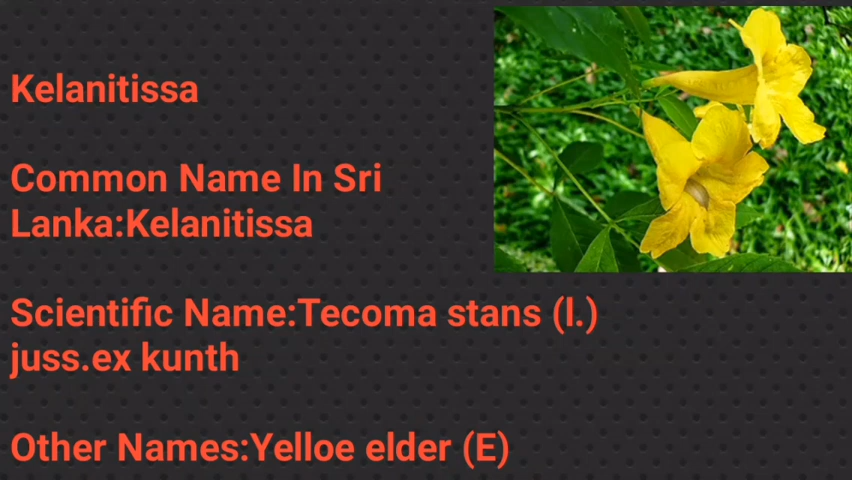 Kelanitissa
Common Name In Sri
Lanka:Kelanitissa
Scientific Name:Tecoma stans (l.)
juss.ex kunth
Other Names:Yelloe elder (E)